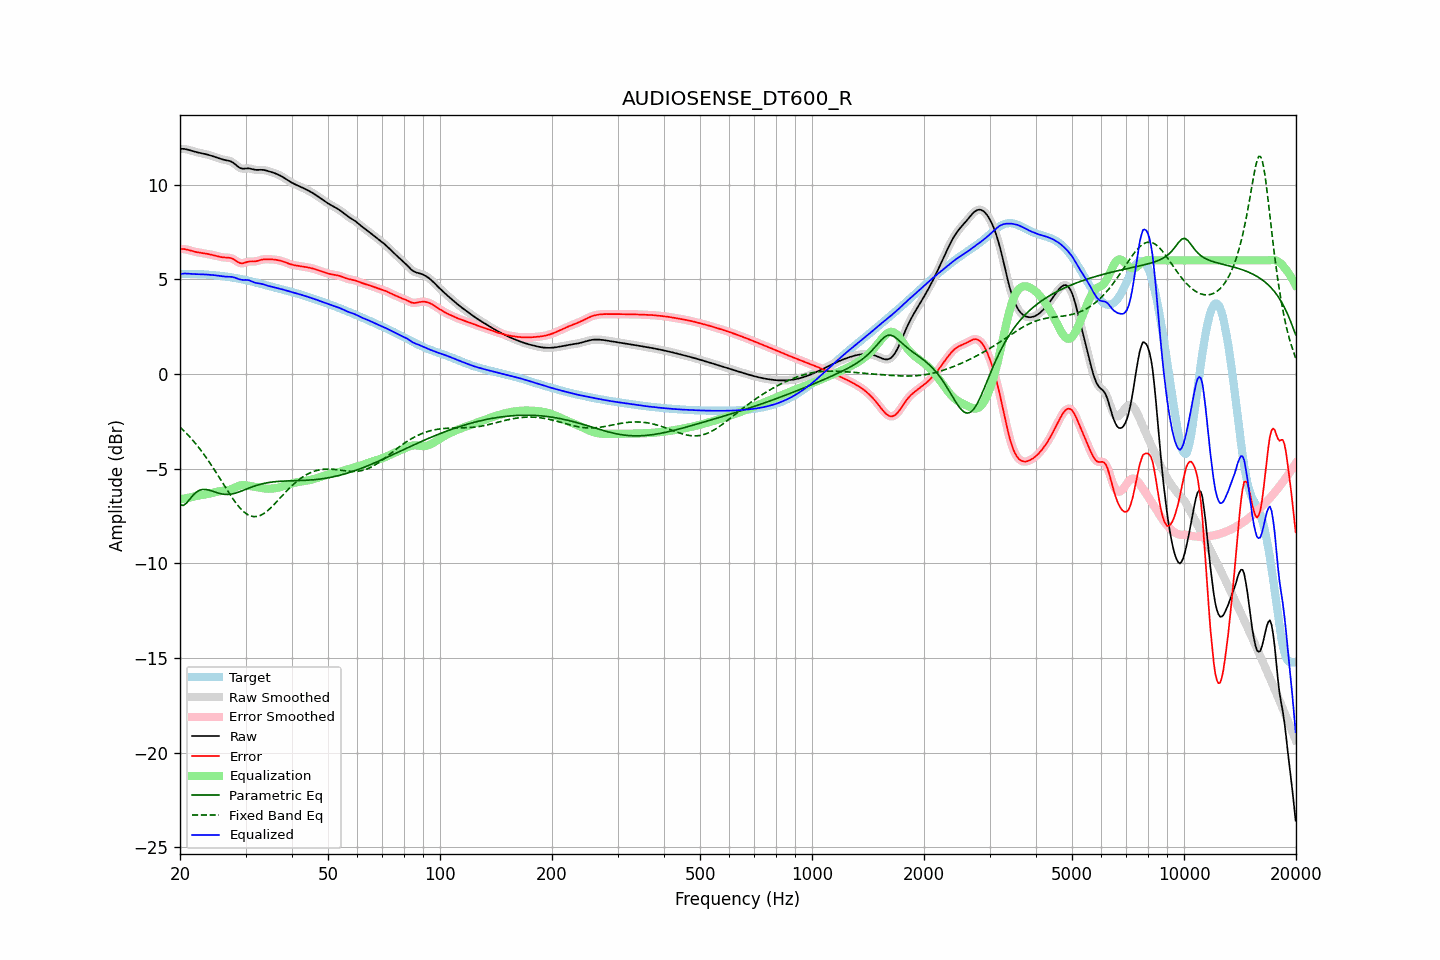 AUDIOSENSE_DT600_R
Amplitude (dBr)
10
5
0
−5
−10
−15
−20
−25
Target
Raw Smoothed
Error Smoothed
Raw
Error
Equalization
Parametric Eq
Fixed Band Eq
Equalized
20 50 100 200 500 1000 2000 5000 10000 20000
Frequency (Hz)